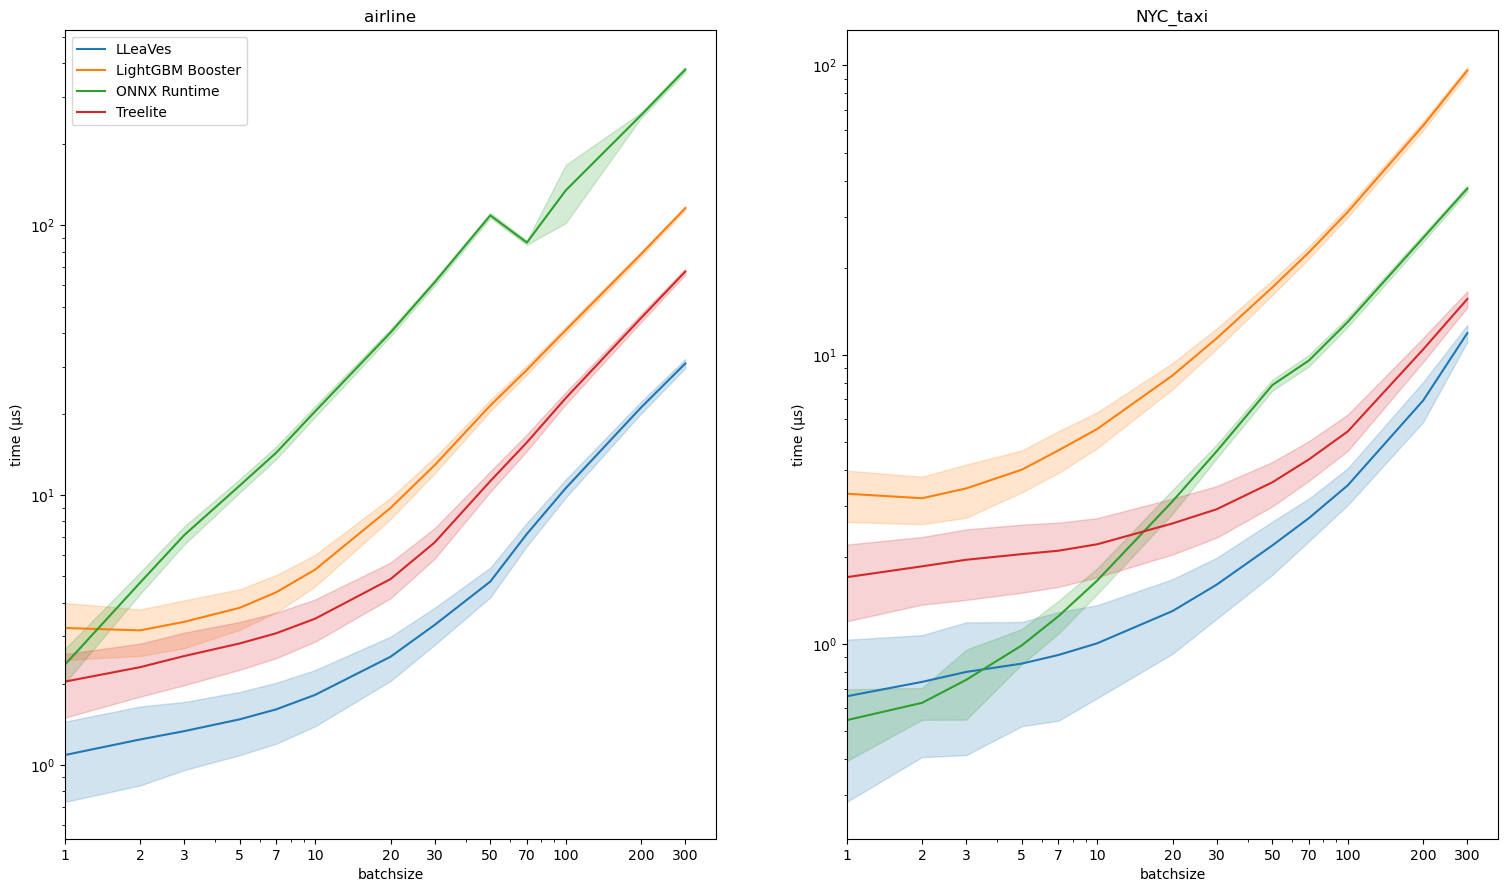 airline
LLeaVes
LightGBM Booster
ONNX Runtime
Treelite
10²
10¹
10⁰
time (µs)
1 2 3 5 7 10 20 30 50 70 100 200 300
batchsize
NYC_taxi
10²
10¹
10⁰
time (µs)
1 2 3 5 7 10 20 30 50 70 100 200 300
batchsize